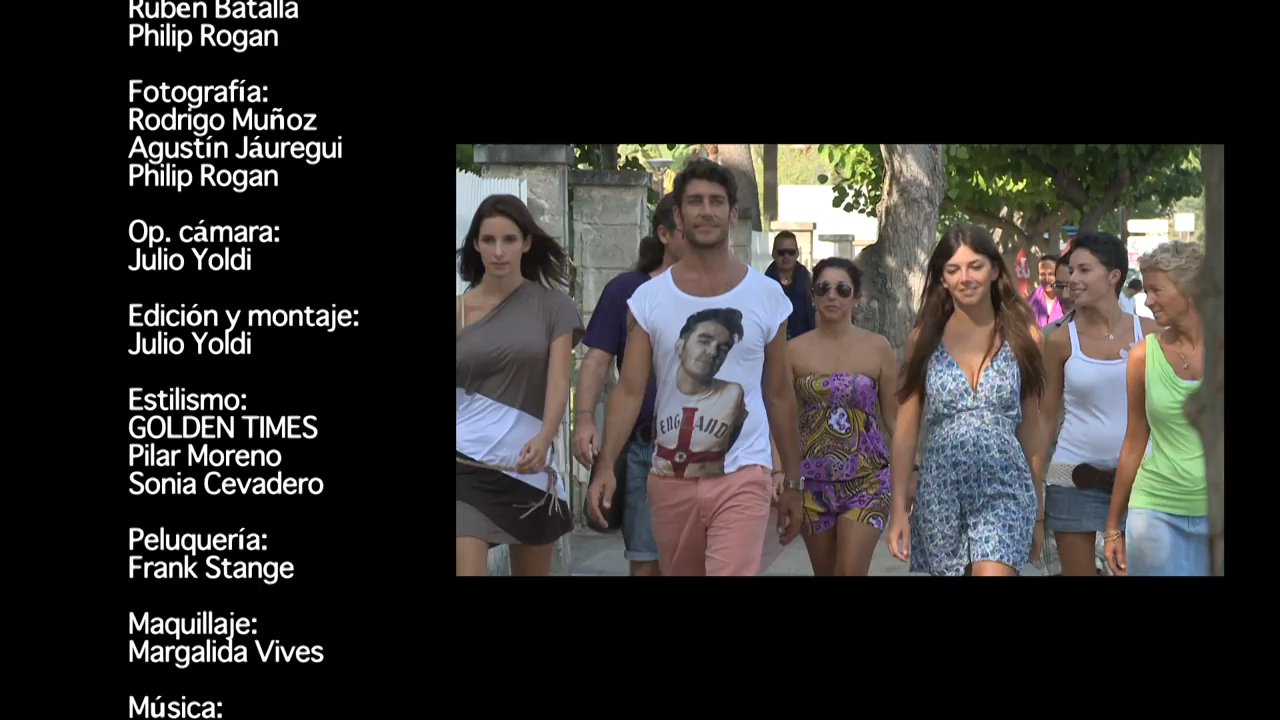 Rubén Batalla
Philip Rogan
Fotografía:
Rodrigo Muñoz
Agustín Jáuregui
Philip Rogan
Op. cámara:
Julio Yoldi
Edición y montaje:
Julio Yoldi
Estilismo:
GOLDEN TIMES
Pilar Moreno
Sonia Cevadero
Peluquería:
Frank Stange
Maquillaje:
Margalida Vives
Música:
ENGLAND